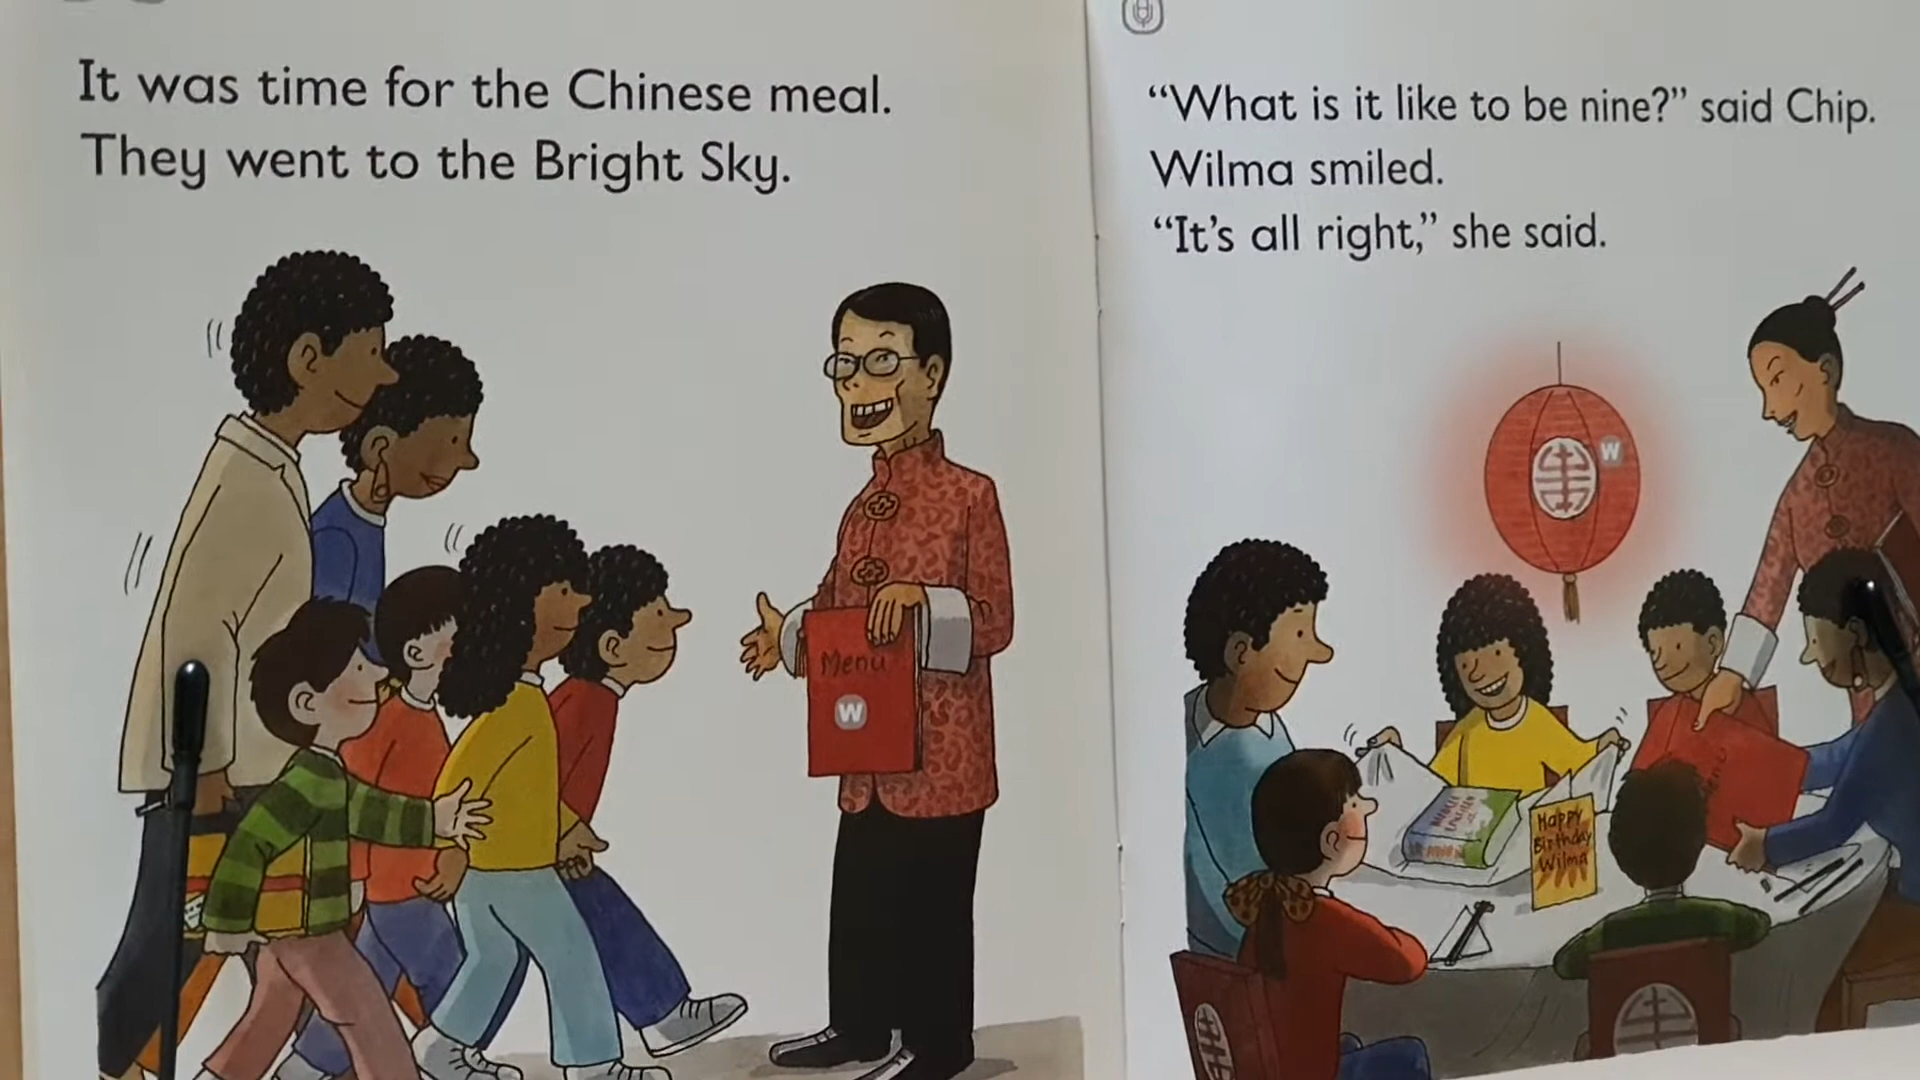 It was time for the Chinese meal.
They went to the Bright Sky.
Menu
W
“What is it like to be nine?” said Chip.
Wilma smiled.
“It’s all right,” she said.
W
Menu
Happy
Birthday
Wilma